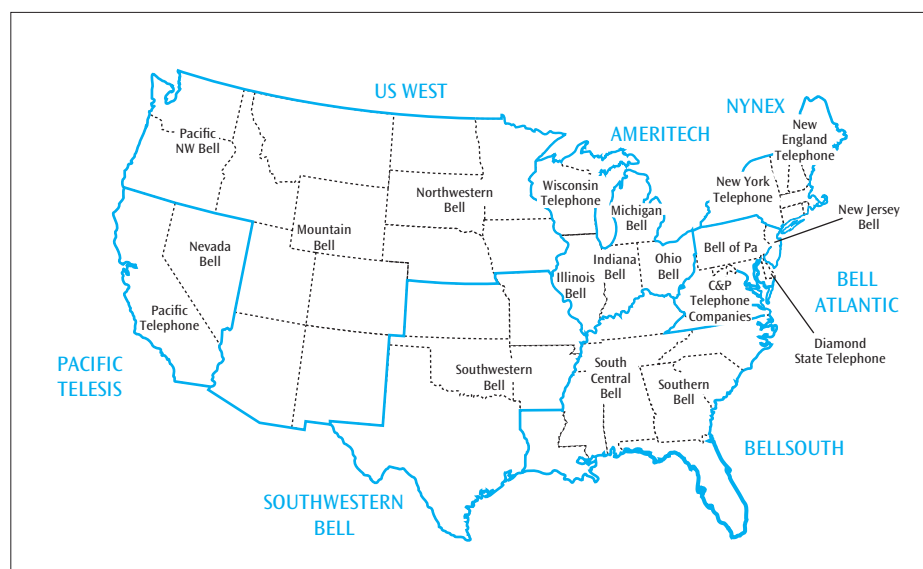 US WEST
NYNEX
AMERITECH
New
England
Telephone
Pacific
NW Bell
Northwestern
Bell
Wisconsin
Telephone
Michigan
Bell
New York
Telephone
New Jersey
Bell
Mountain
Bell
Nevada
Bell
Bell of Pa
Indiana
Bell
Ohio
Bell
Illinois
Bell
C&P
Telephone
Companies
BELL
ATLANTIC
Pacific
Telephone
Diamond
State Telephone
PACIFIC
TELESIS
Southwestern
Bell
South
Central
Bell
Southern
Bell
BELLSOUTH
SOUTHWESTERN
BELL